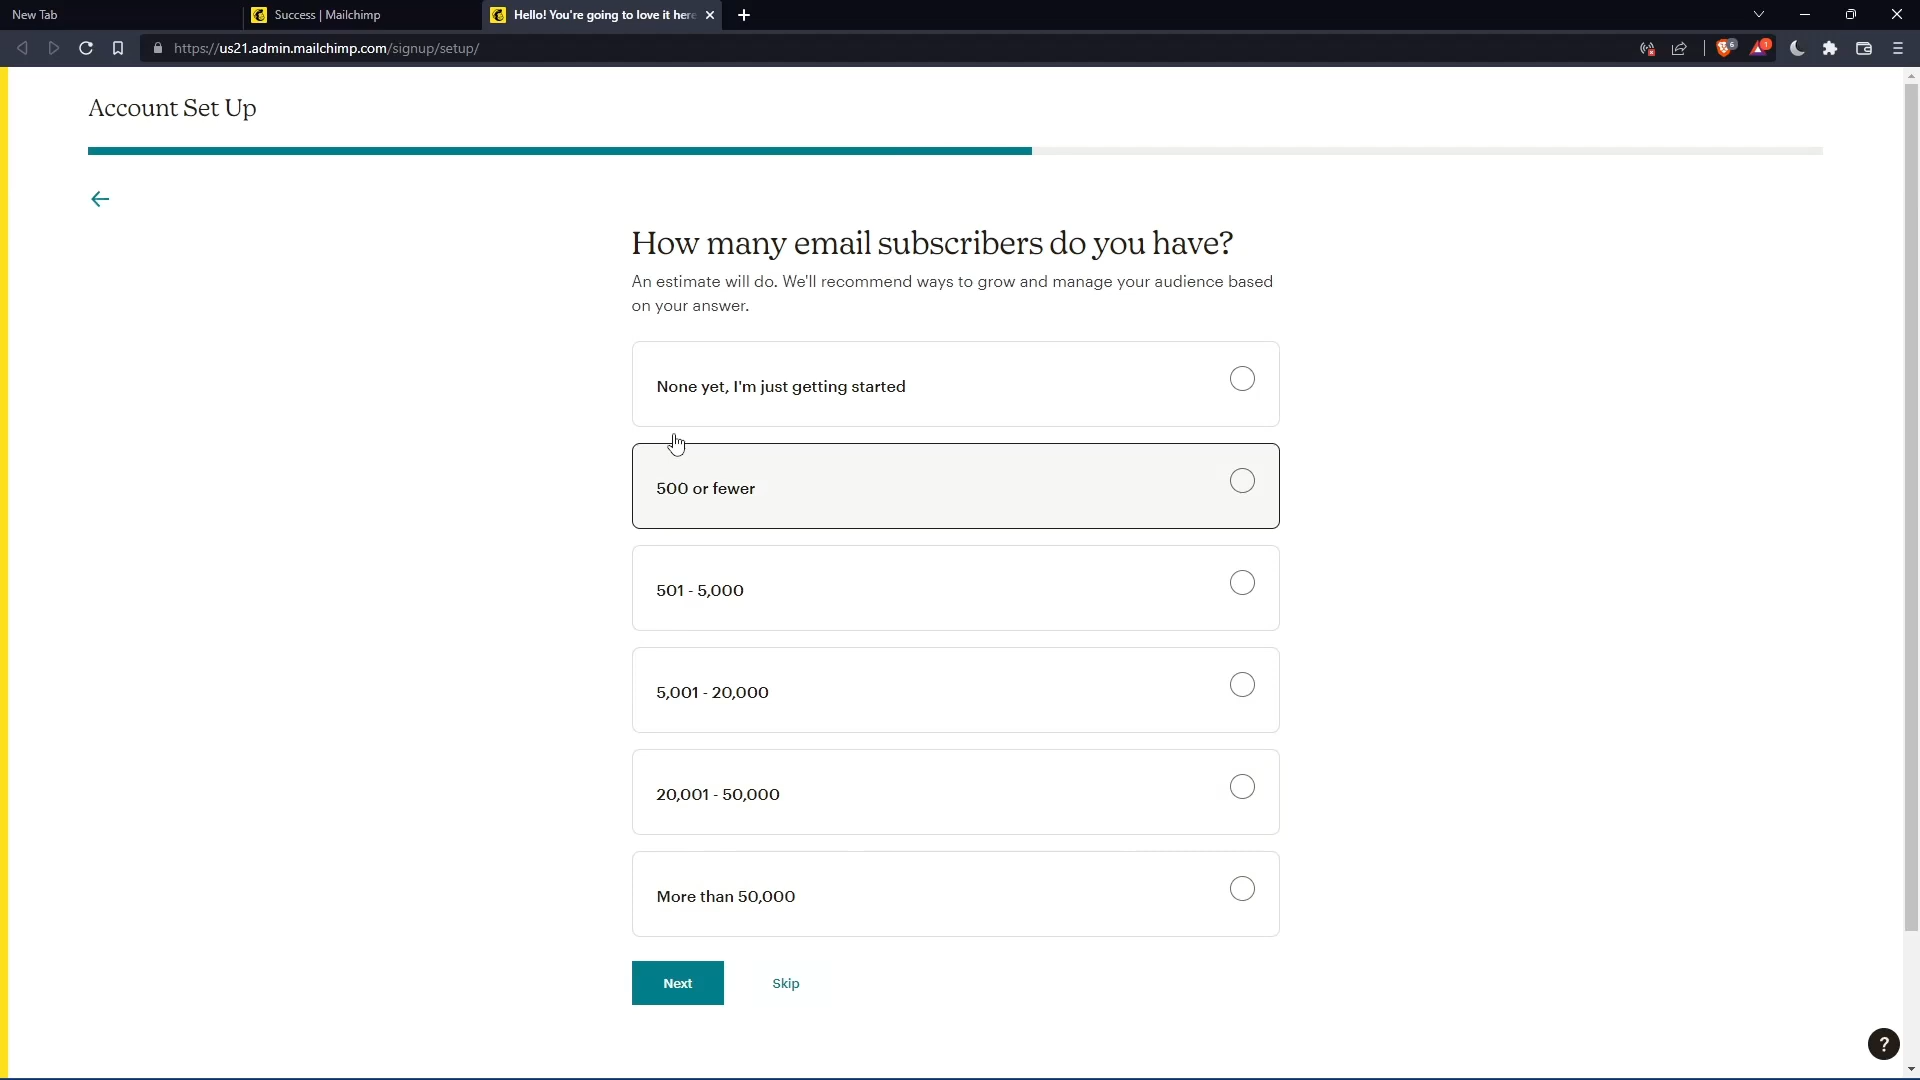 New Tab
Success | Mailchimp
Hello! You're going to love it here
https://us21.admin.mailchimp.com/signup/setup/
6
1
Account Set Up
How many email subscribers do you have?
An estimate will do. We'll recommend ways to grow and manage your audience based
on your answer.
None yet, I'm just getting started
500 or fewer
501 - 5,000
5,001 - 20,000
20,001 - 50,000
More than 50,000
Next
Skip
?